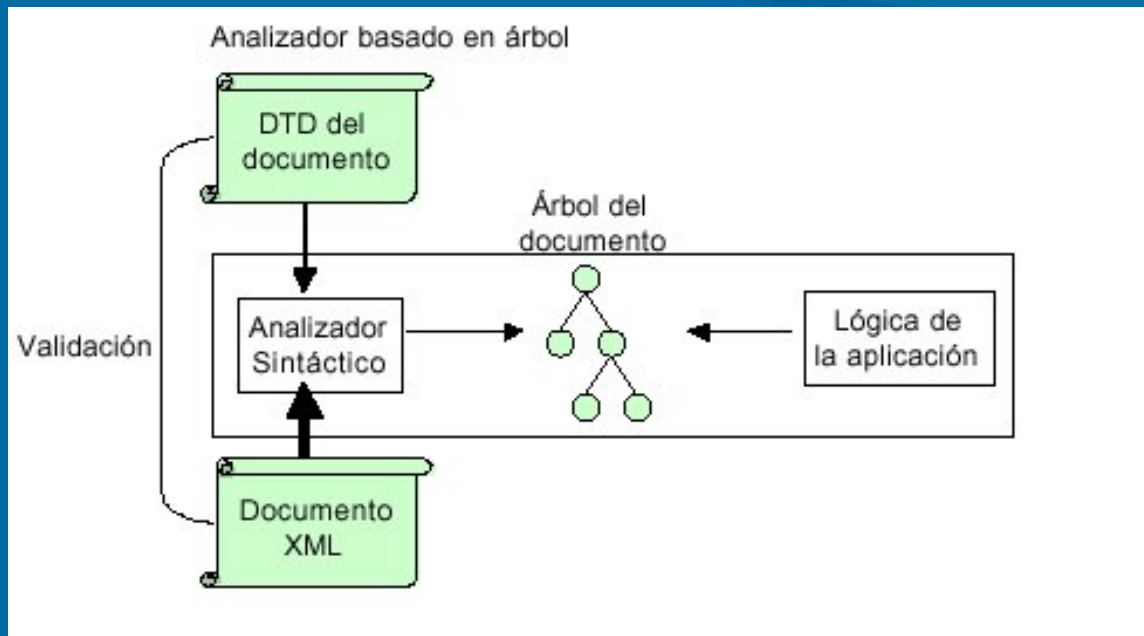 Analizador basado en árbol
DTD del
documento
Árbol del
documento
Validación
Analizador
Sintáctico
Lógica de
la aplicación
Documento
XML